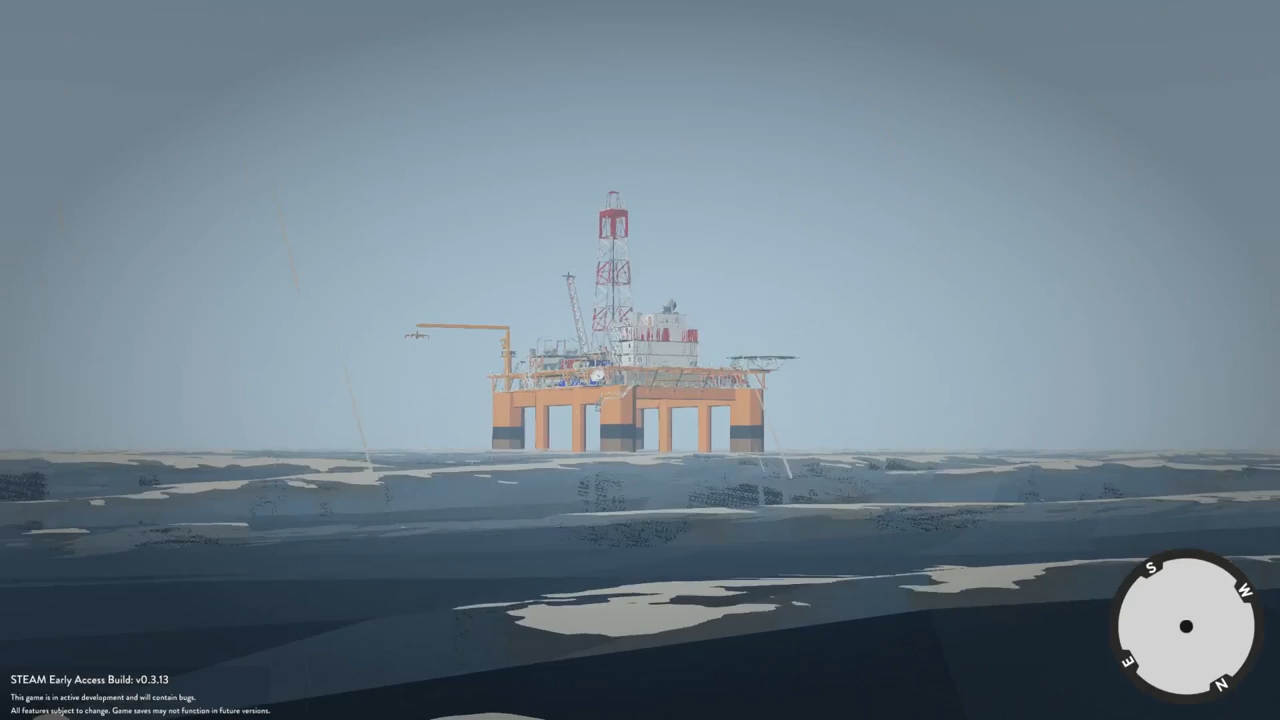 S
W
E
N
STEAM Early Access Build: v0.3.13
This game is in active development and will contain bugs.
All features subject to change. Game saves may not function in future versions.